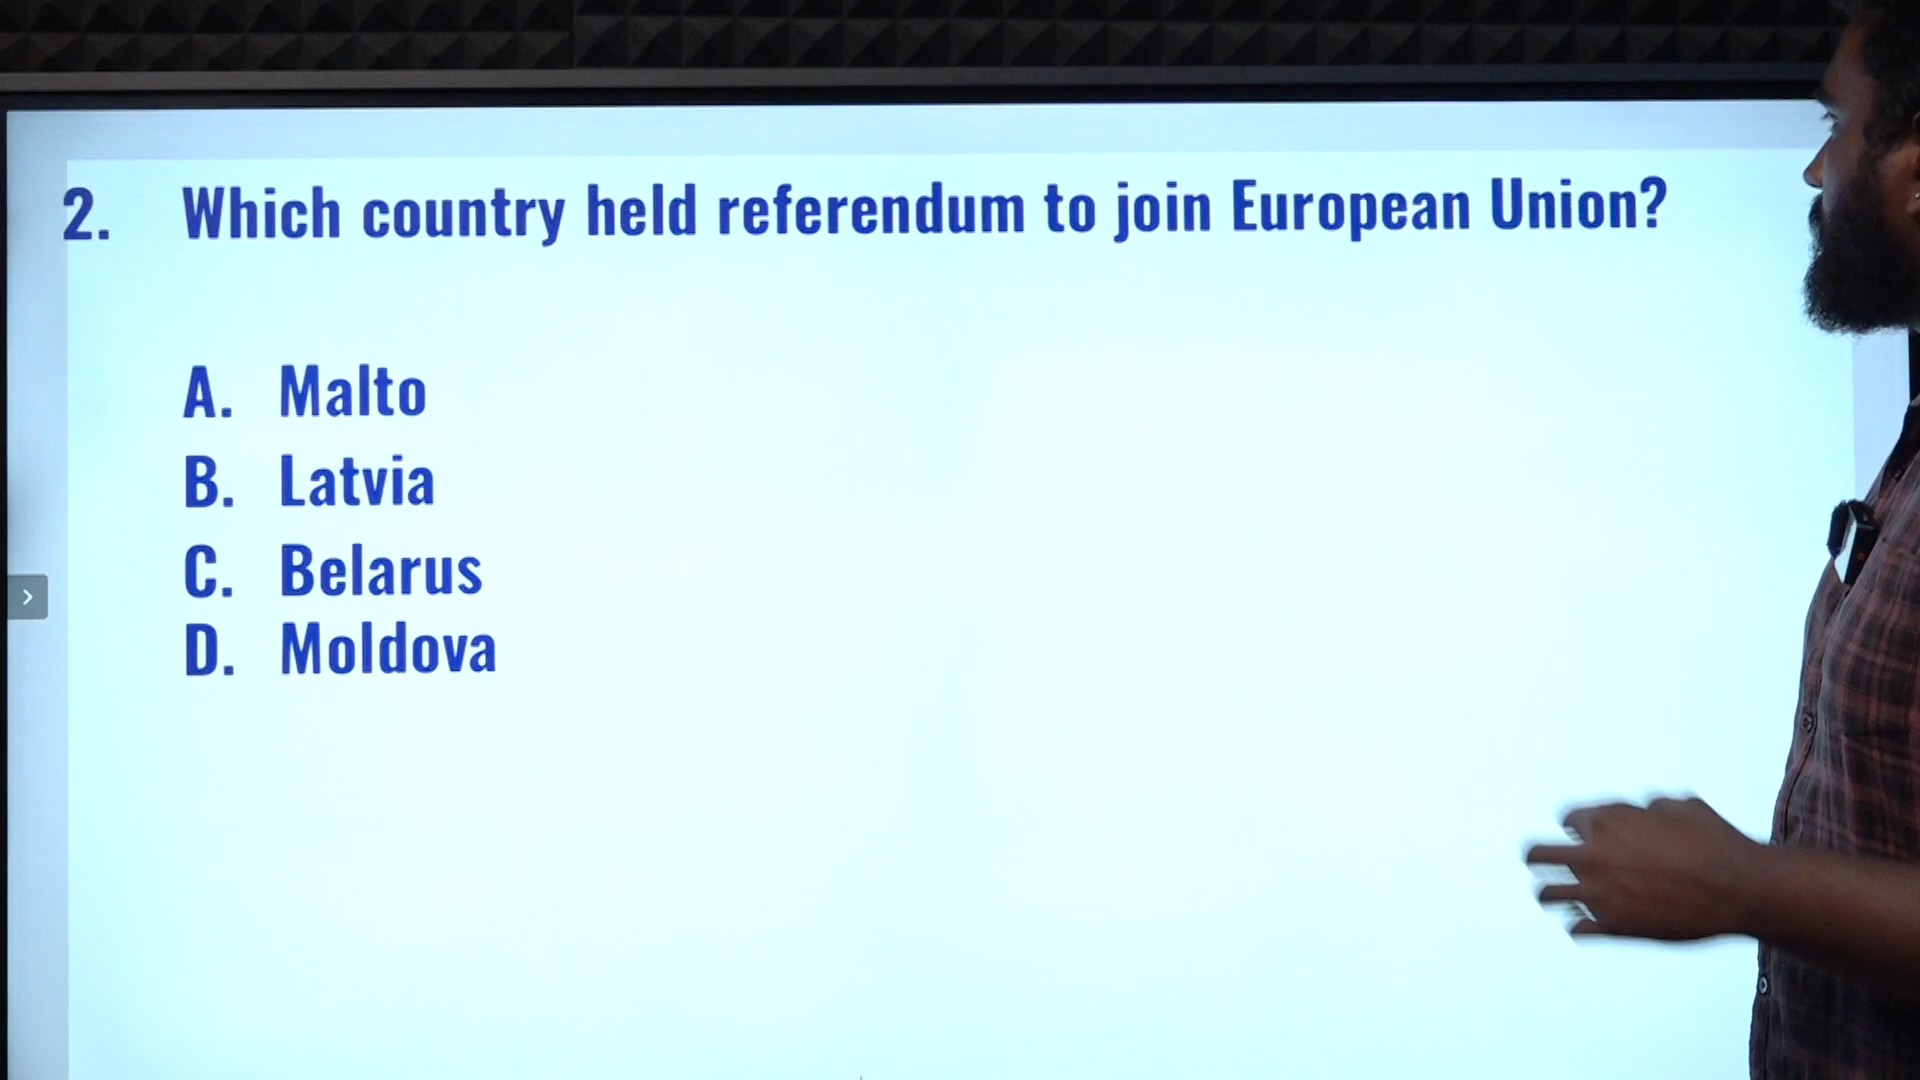 2. Which country held referendum to join European Union?
A. Malto
B. Latvia
C. Belarus
D. Moldova